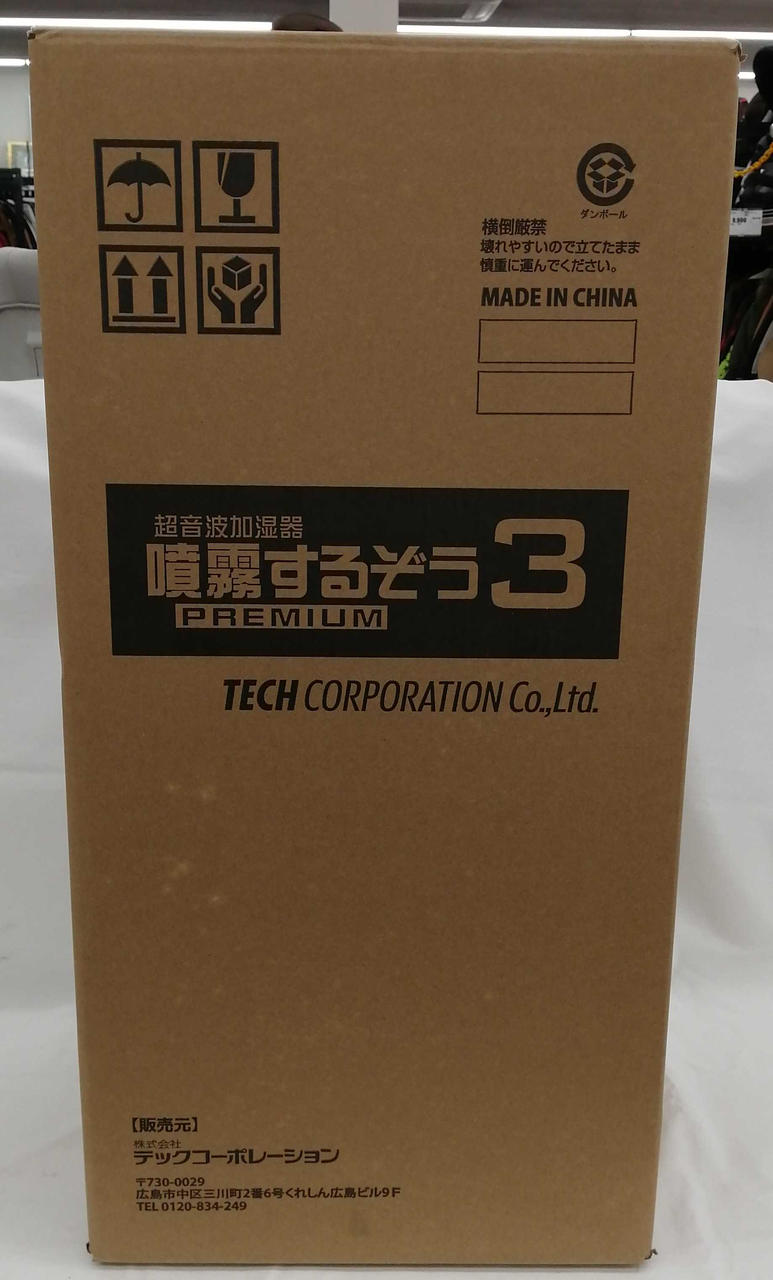 ダンボール
横倒厳禁
壊れやすいので立てたまま
慎重に運んでください。
MADE IN CHINA
超音波加湿器
噴霧するぞう3
PREMIUM
TECH CORPORATION Co.,Ltd.
【販売元】
株式会社
テックコーポレーション
〒730-0029
広島市中区三川町2番6号くれしん広島ビル9F
TEL 0120-834-249